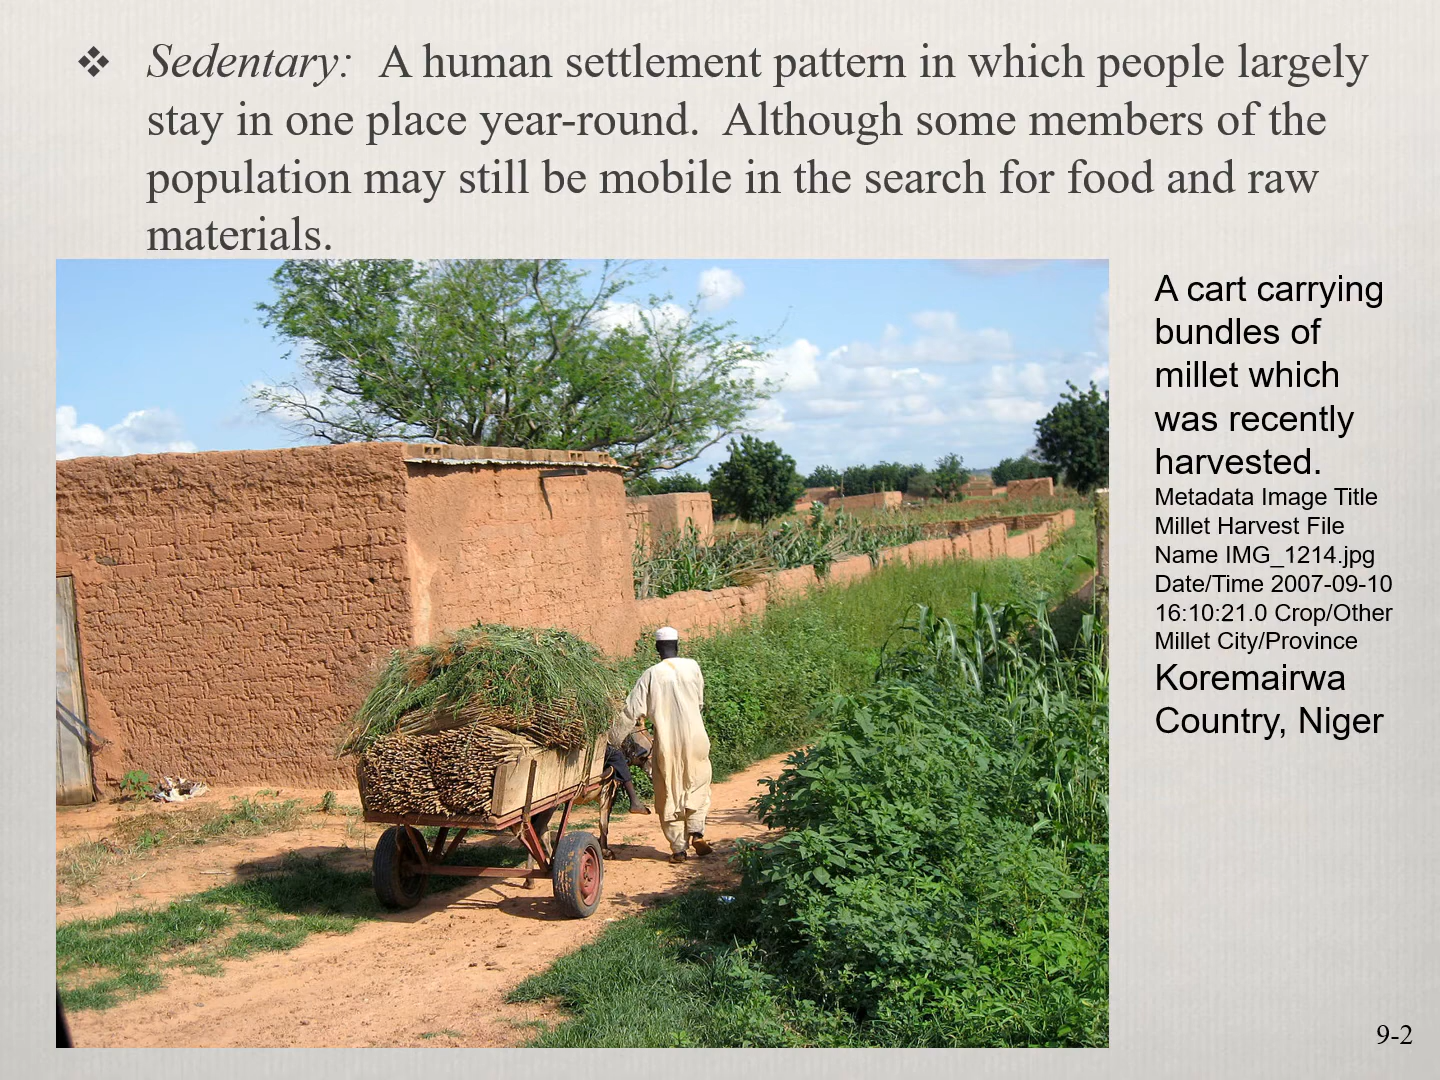 ❖ Sedentary: A human settlement pattern in which people largely
stay in one place year-round. Although some members of the
population may still be mobile in the search for food and raw
materials.
A cart carrying
bundles of
millet which
was recently
harvested.
Metadata Image Title
Millet Harvest File
Name IMG_1214.jpg
Date/Time 2007-09-10
16:10:21.0 Crop/Other
Millet City/Province
Koremairwa
Country, Niger
9-2